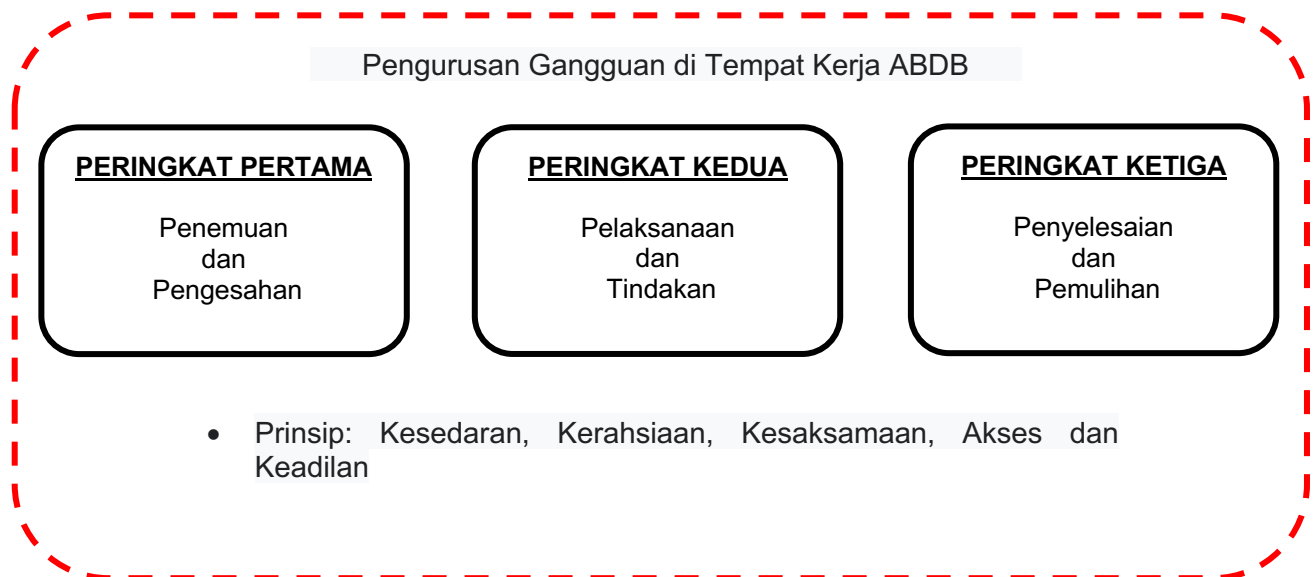 Pengurusan Gangguan di Tempat Kerja ABDB
PERINGKAT PERTAMA
Penemuan
dan
Pengesahan
PERINGKAT KEDUA
Pelaksanaan
dan
Tindakan
PERINGKAT KETIGA
Penyelesaian
dan
Pemulihan
• Prinsip: Kesedaran, Kerahsiaan, Kesaksamaan, Akses dan
Keadilan